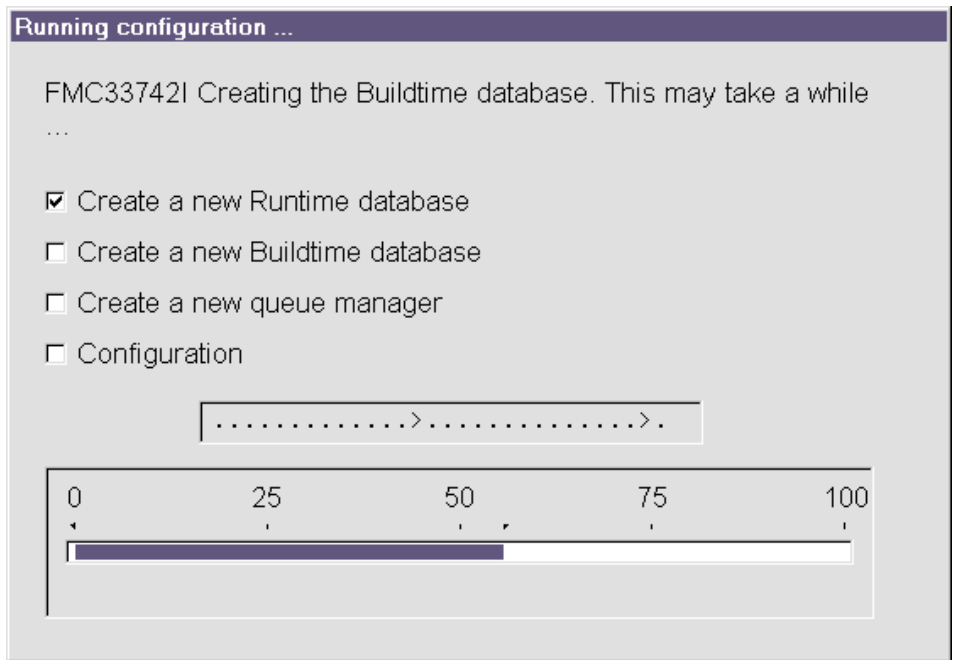 Running configuration ...
FMC33742I Creating the Buildtime database. This may take a while
...
Create a new Runtime database
Create a new Buildtime database
Create a new queue manager
Configuration
.............>..............>.
0 25 50 75 100